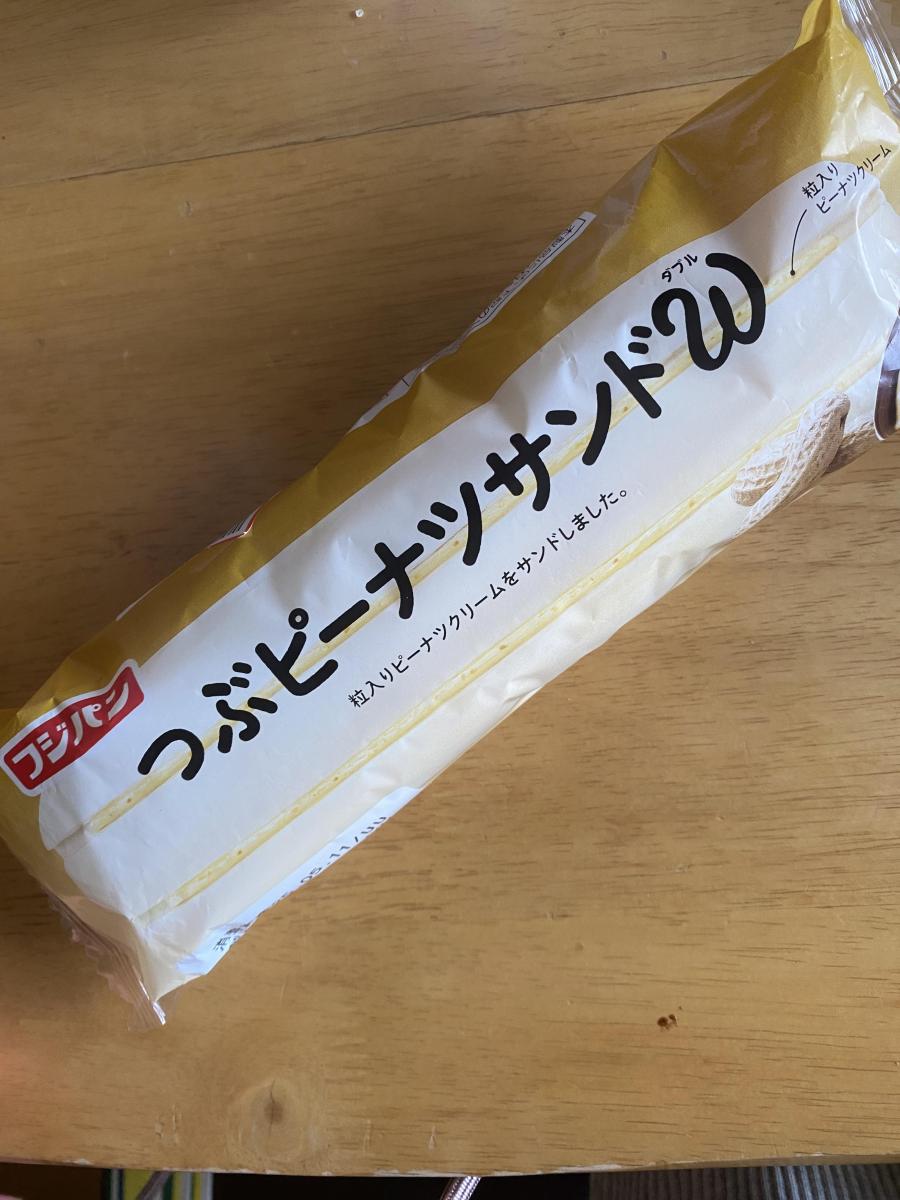 フジパン
つぶピーナツサンドW
ダブル
粒入りピーナツクリームをサンドしました。
粒入り
ピーナツクリーム